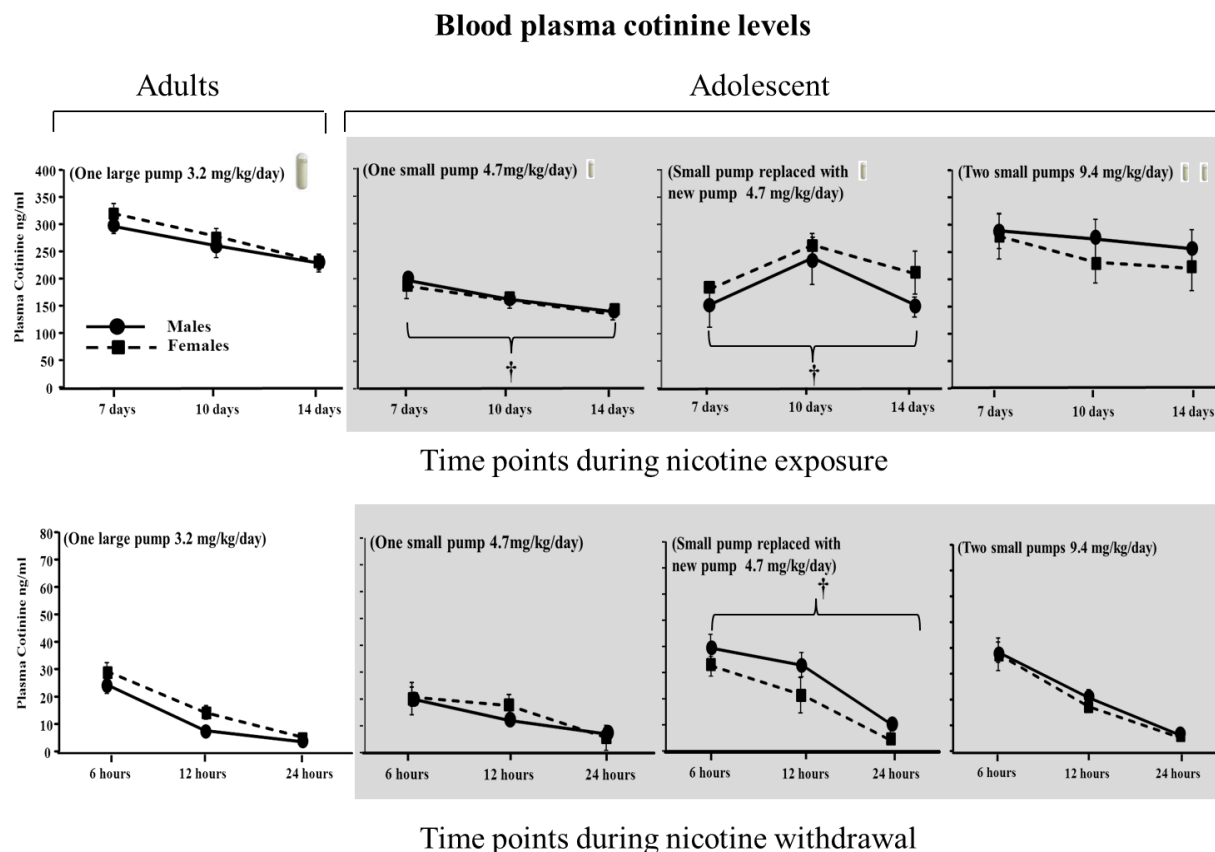 Blood plasma cotinine levels
Adults
Adolescent
(One large pump 3.2 mg/kg/day)
(One small pump 4.7mg/kg/day)
(Small pump replaced with
new pump 4.7 mg/kg/day)
(Two small pumps 9.4 mg/kg/day)
Plasma Cotinine ng/ml
400
350
300
250
200
150
100
50
0
Males
Females
†
†
7 days
10 days
14 days
7 days
10 days
14 days
7 days
10 days
14 days
7 days
10 days
14 days
Time points during nicotine exposure
(One large pump 3.2 mg/kg/day)
(One small pump 4.7mg/kg/day)
(Small pump replaced with
new pump 4.7 mg/kg/day)
(Two small pumps 9.4 mg/kg/day)
Plasma Cotinine ng/ml
80
70
60
50
40
30
20
10
0
†
6 hours
12 hours
24 hours
6 hours
12 hours
24 hours
6 hours
12 hours
24 hours
6 hours
12 hours
24 hours
Time points during nicotine withdrawal